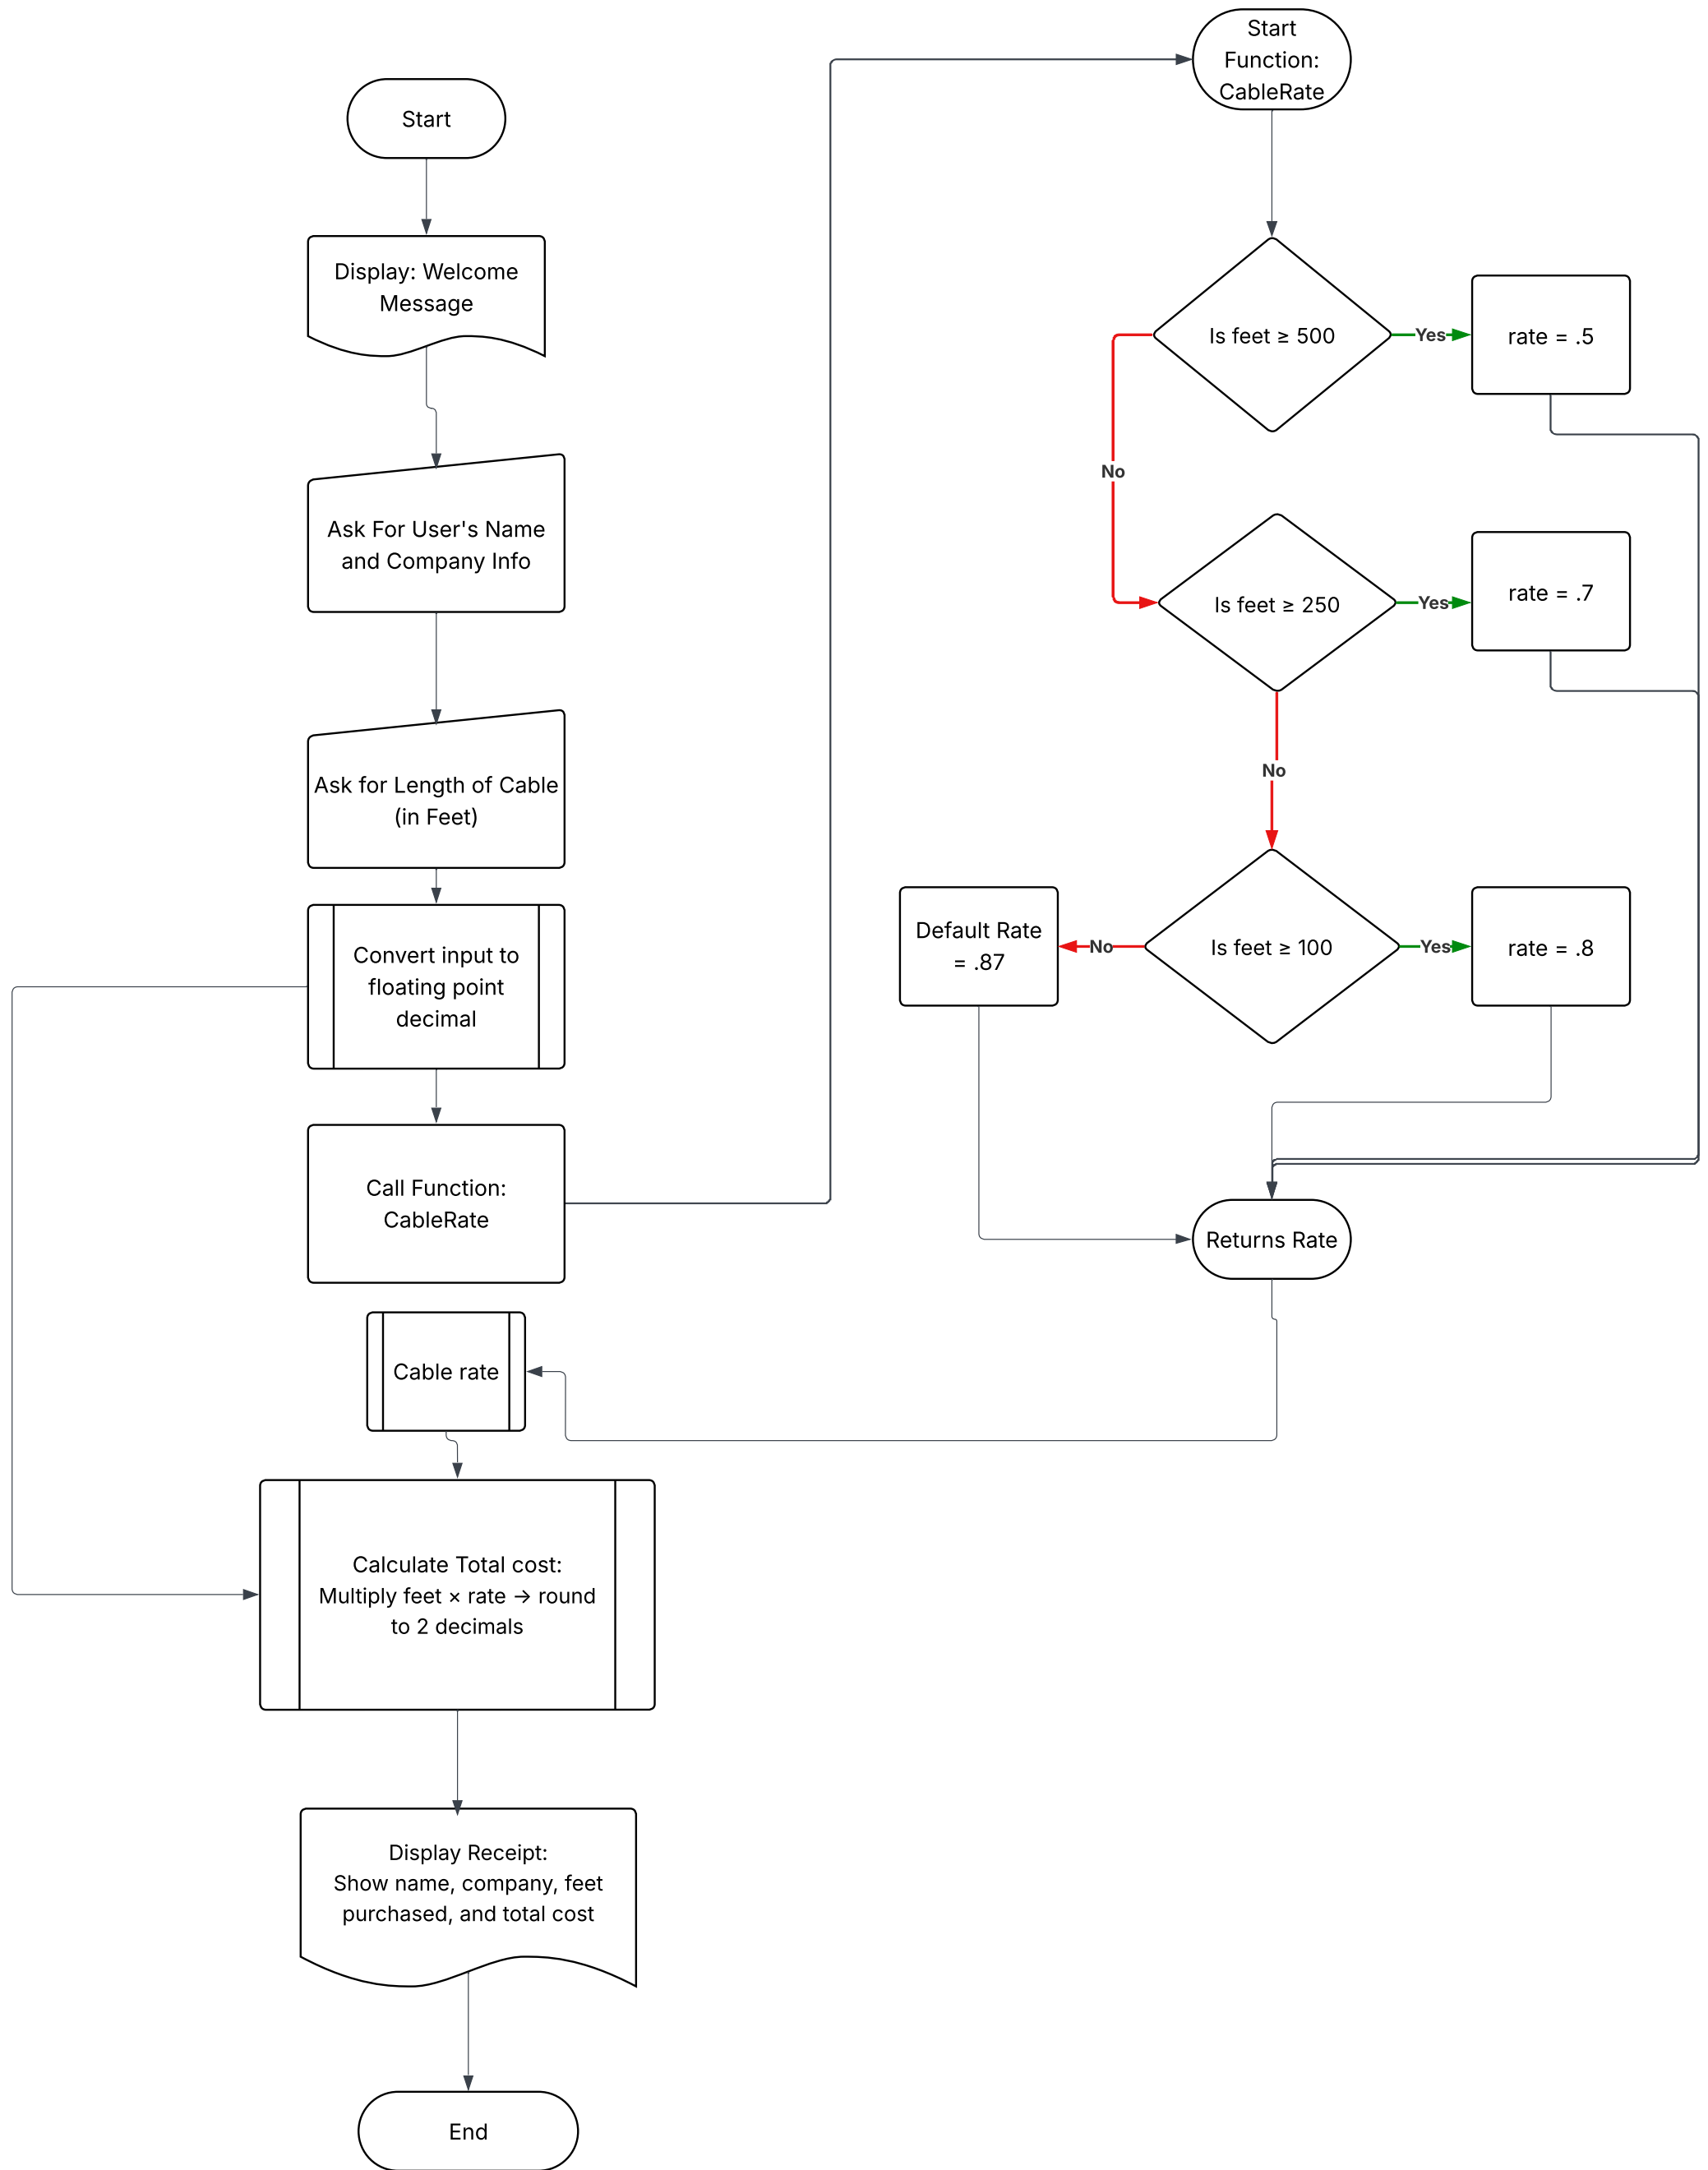 Start
Display: Welcome
Message
Ask For User's Name
and Company Info
Ask for Length of Cable
(in Feet)
Convert input to
floating point
decimal
Call Function:
CableRate
Cable rate
Calculate Total cost:
Multiply feet × rate → round
to 2 decimals
Display Receipt:
Show name, company, feet
purchased, and total cost
End
Start
Function:
CableRate
Is feet ≥ 500
Yes
rate = .5
No
Is feet ≥ 250
Yes
rate = .7
No
Is feet ≥ 100
Yes
rate = .8
No
Default Rate
= .87
Returns Rate